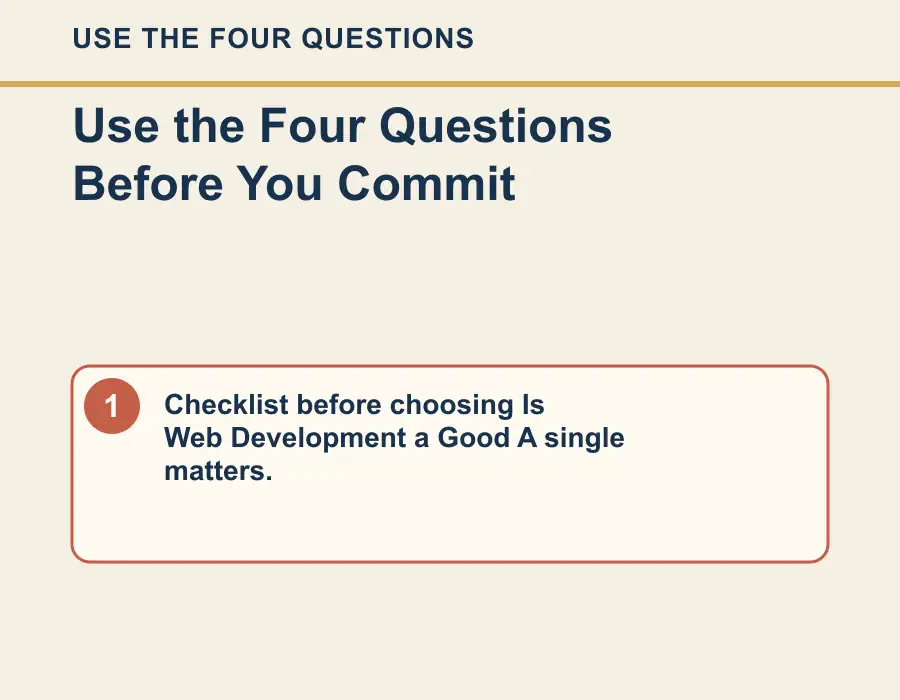 USE THE FOUR QUESTIONS
Use the Four Questions
Before You Commit
1
Checklist before choosing Is
Web Development a Good A single
matters.